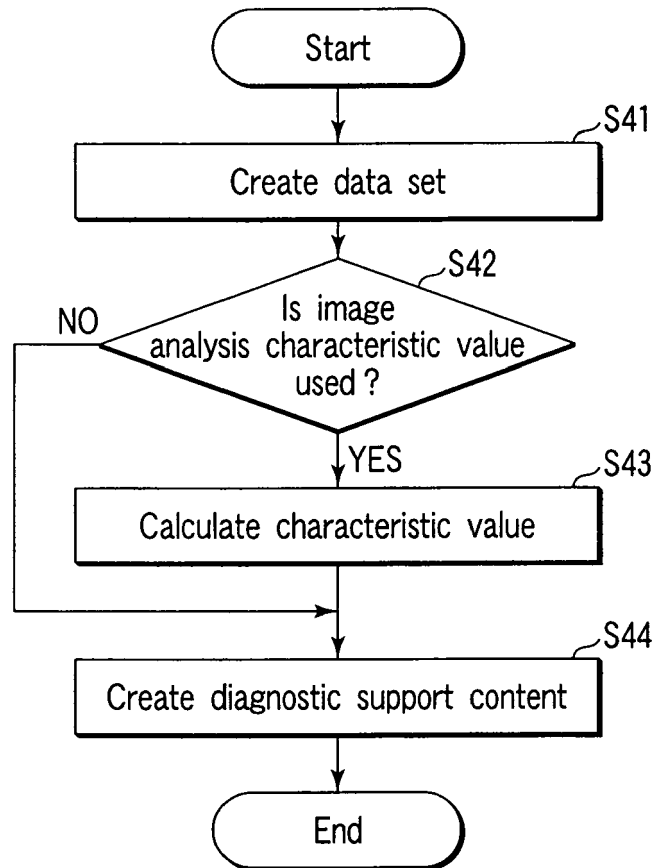 Start
S41
Create data set
S42
Is image
analysis characteristic value
used?
NO
YES
S43
Calculate characteristic value
S44
Create diagnostic support content
End